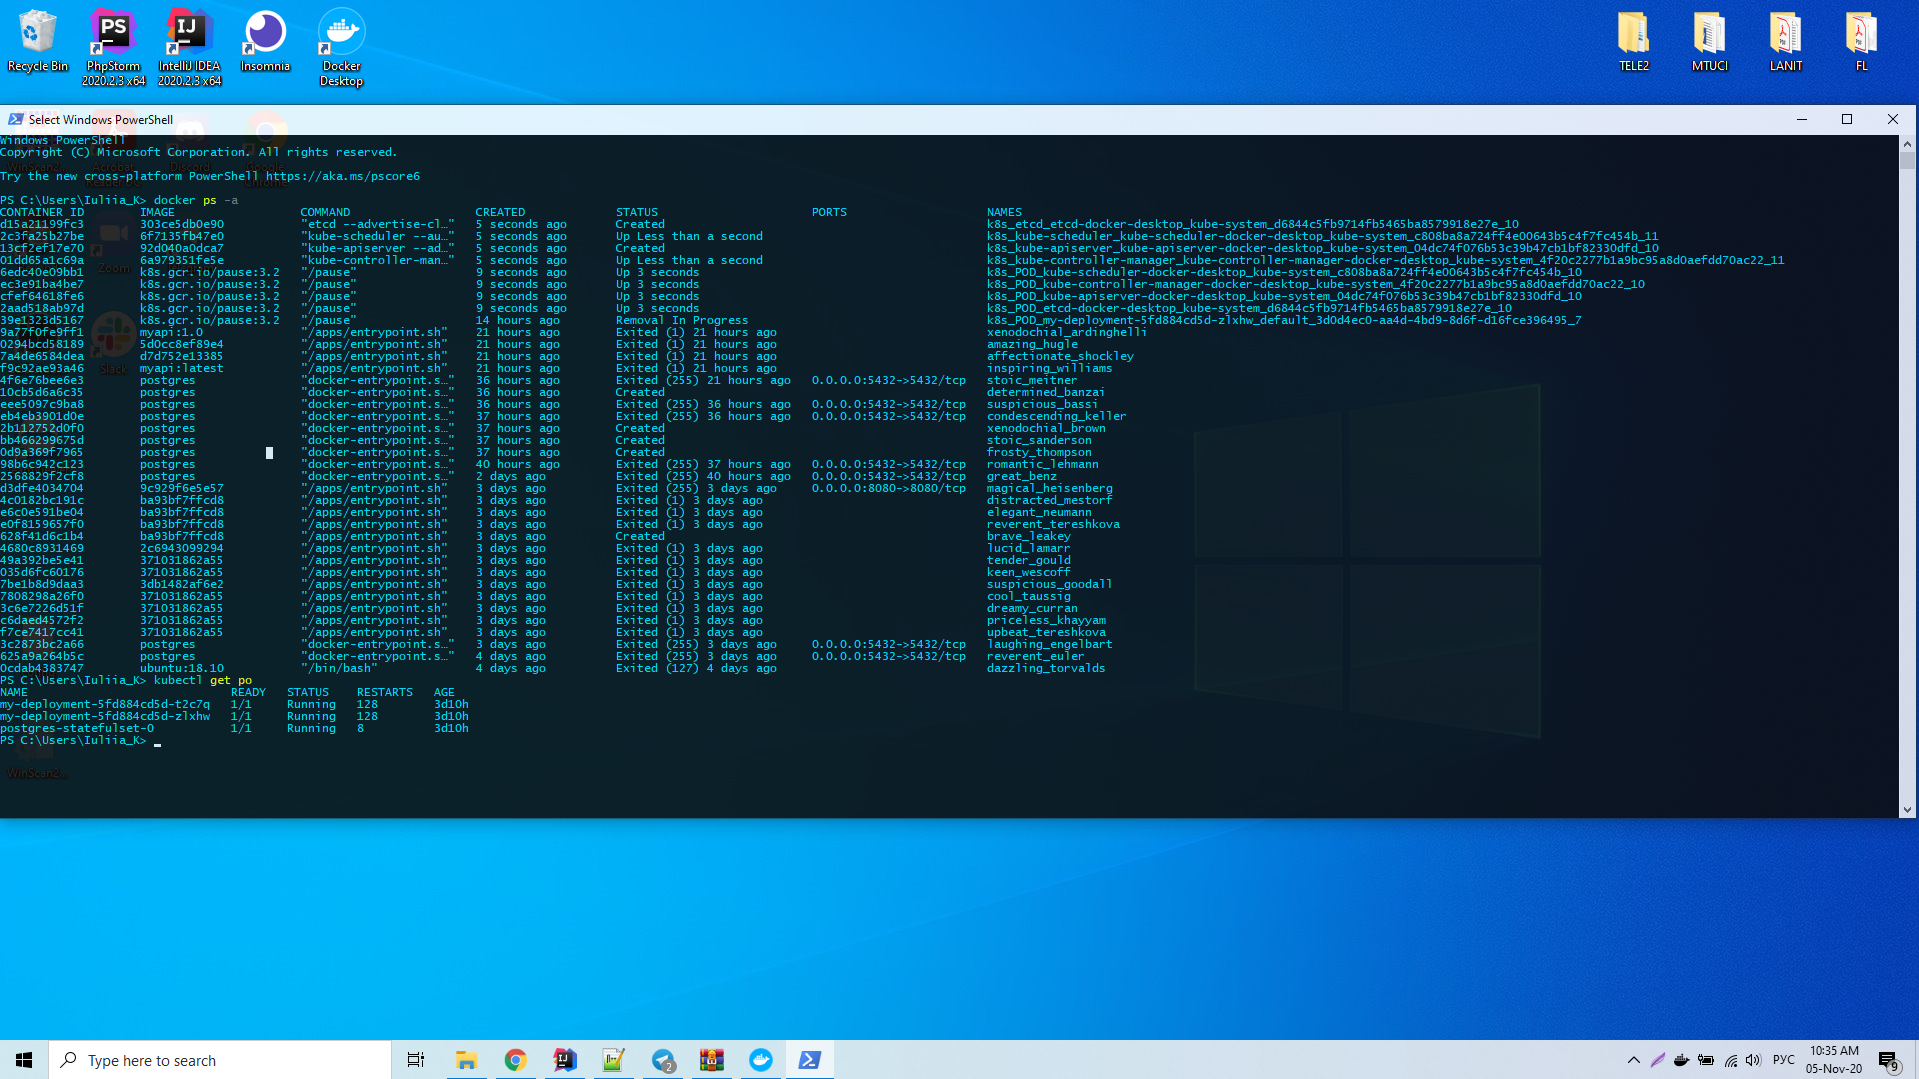 Recycle Bin
PhpStorm 2020.2.3 x64
IntelliJ IDEA 2020.2.3 x64
Insomnia
Docker Desktop
TELE2
MTUCI
LANIT
FL
Select Windows PowerShell
Windows PowerShell
Copyright (C) Microsoft Corporation. All rights reserved.
Try the new cross-platform PowerShell https://aka.ms/pscore6
PS C:\Users\Iuliia_K> docker ps -a
CONTAINER ID IMAGE COMMAND CREATED STATUS PORTS NAMES
d15a21199fc3 303ce5db0e90 "etcd --advertise-cl…" 5 seconds ago Created k8s_etcd_etcd-docker-desktop_kube-system_d6844c5fb9714fb5465ba8579918e27e_10
2c3fa25b27be 6f7135fb47e0 "kube-scheduler --au…" 5 seconds ago Up Less than a second k8s_kube-scheduler_kube-scheduler-docker-desktop_kube-system_c808ba8a724ff4e00643b5c4f7fc454b_11
13cf2ef17e70 92d040a0dca7 "kube-apiserver --ad…" 5 seconds ago Created k8s_kube-apiserver_kube-apiserver-docker-desktop_kube-system_04dc74f076b53c39b47cb1bf82330dfd_10
01dd65a1c69a 6a979351fe5e "kube-controller-man…" 5 seconds ago Up Less than a second k8s_kube-controller-manager_kube-controller-manager-docker-desktop_kube-system_4f20c2277b1a9bc95a8d0aefdd70ac22_11
6edc40e09bb1 k8s.gcr.io/pause:3.2 "/pause" 9 seconds ago Up 3 seconds k8s_POD_kube-scheduler-docker-desktop_kube-system_c808ba8a724ff4e00643b5c4f7fc454b_10
ec3e91ba4be7 k8s.gcr.io/pause:3.2 "/pause" 9 seconds ago Up 3 seconds k8s_POD_kube-controller-manager-docker-desktop_kube-system_4f20c2277b1a9bc95a8d0aefdd70ac22_10
cfef64618fe6 k8s.gcr.io/pause:3.2 "/pause" 9 seconds ago Up 3 seconds k8s_POD_kube-apiserver-docker-desktop_kube-system_04dc74f076b53c39b47cb1bf82330dfd_10
2aad518ab97d k8s.gcr.io/pause:3.2 "/pause" 9 seconds ago Up 3 seconds k8s_POD_etcd-docker-desktop_kube-system_d6844c5fb9714fb5465ba8579918e27e_10
39e1323d5167 k8s.gcr.io/pause:3.2 "/pause" 14 hours ago Removal In Progress k8s_POD_my-deployment-5fd884cd5d-zlxhw_default_3d0d4ec0-aa4d-4bd9-8d6f-d16fce396495_7
9a77f0fe9ff1 myapi:1.0 "/apps/entrypoint.sh" 21 hours ago Exited (1) 21 hours ago xenodochial_ardinghelli
0294bcd58189 5d0cc8ef89e4 "/apps/entrypoint.sh" 21 hours ago Exited (1) 21 hours ago amazing_hugle
7a4de6584dea d7d752e13385 "/apps/entrypoint.sh" 21 hours ago Exited (1) 21 hours ago affectionate_shockley
f9c92ae93a46 myapi:latest "/apps/entrypoint.sh" 21 hours ago Exited (1) 21 hours ago inspiring_williams
4f6e76bee6e3 postgres "docker-entrypoint.s…" 36 hours ago Exited (255) 21 hours ago 0.0.0.0:5432->5432/tcp stoic_meitner
10cb5d6a6c35 postgres "docker-entrypoint.s…" 36 hours ago Created determined_banzai
eee5097c9ba8 postgres "docker-entrypoint.s…" 36 hours ago Exited (255) 36 hours ago 0.0.0.0:5432->5432/tcp suspicious_bassi
eb4eb3901d0e postgres "docker-entrypoint.s…" 37 hours ago Exited (255) 36 hours ago 0.0.0.0:5432->5432/tcp condescending_keller
2b112752d0f0 postgres "docker-entrypoint.s…" 37 hours ago Created xenodochial_brown
bb466299675d postgres "docker-entrypoint.s…" 37 hours ago Created stoic_sanderson
0d9a369f7965 postgres "docker-entrypoint.s…" 37 hours ago Created frosty_thompson
98b6c942c123 postgres "docker-entrypoint.s…" 40 hours ago Exited (255) 37 hours ago 0.0.0.0:5432->5432/tcp romantic_lehmann
2568829f2cf8 postgres "docker-entrypoint.s…" 2 days ago Exited (255) 40 hours ago 0.0.0.0:5432->5432/tcp great_benz
d3dfe4034704 9c929f6e5e57 "/apps/entrypoint.sh" 3 days ago Exited (255) 3 days ago 0.0.0.0:8080->8080/tcp magical_heisenberg
4c0182bc191c ba93bf7ffcd8 "/apps/entrypoint.sh" 3 days ago Exited (1) 3 days ago distracted_mestorf
e6c0e591be04 ba93bf7ffcd8 "/apps/entrypoint.sh" 3 days ago Exited (1) 3 days ago elegant_neumann
e0f8159657f0 ba93bf7ffcd8 "/apps/entrypoint.sh" 3 days ago Exited (1) 3 days ago reverent_tereshkova
628f41d6c1b4 ba93bf7ffcd8 "/apps/entrypoint.sh" 3 days ago Created brave_leakey
4680c8931469 2c6943099294 "/apps/entrypoint.sh" 3 days ago Exited (1) 3 days ago lucid_lamarr
49a392be5e41 371031862a55 "/apps/entrypoint.sh" 3 days ago Exited (1) 3 days ago tender_gould
035d6fc60176 371031862a55 "/apps/entrypoint.sh" 3 days ago Exited (1) 3 days ago keen_wescoff
7be1b8d9daa3 3db1482af6e2 "/apps/entrypoint.sh" 3 days ago Exited (1) 3 days ago suspicious_goodall
7808298a26f0 371031862a55 "/apps/entrypoint.sh" 3 days ago Exited (1) 3 days ago cool_taussig
3c6e7226d51f 371031862a55 "/apps/entrypoint.sh" 3 days ago Exited (1) 3 days ago dreamy_curran
c6daed4572f2 371031862a55 "/apps/entrypoint.sh" 3 days ago Exited (1) 3 days ago priceless_khayyam
f7ce7417cc41 371031862a55 "/apps/entrypoint.sh" 3 days ago Exited (1) 3 days ago upbeat_tereshkova
3c2873bc2a66 postgres "docker-entrypoint.s…" 3 days ago Exited (255) 3 days ago 0.0.0.0:5432->5432/tcp laughing_engelbart
625a9a264b5c postgres "docker-entrypoint.s…" 4 days ago Exited (255) 3 days ago 0.0.0.0:5432->5432/tcp reverent_euler
0cdab4383747 ubuntu:18.10 "/bin/bash" 4 days ago Exited (127) 4 days ago dazzling_torvalds
PS C:\Users\Iuliia_K> kubectl get po
NAME READY STATUS RESTARTS AGE
my-deployment-5fd884cd5d-t2c7q 1/1 Running 128 3d10h
my-deployment-5fd884cd5d-zlxhw 1/1 Running 128 3d10h
postgres-statefulset-0 1/1 Running 8 3d10h
PS C:\Users\Iuliia_K>
Zoom
Slack
WinScan2...
Type here to search
2
РУС
10:35 AM
05-Nov-20
9